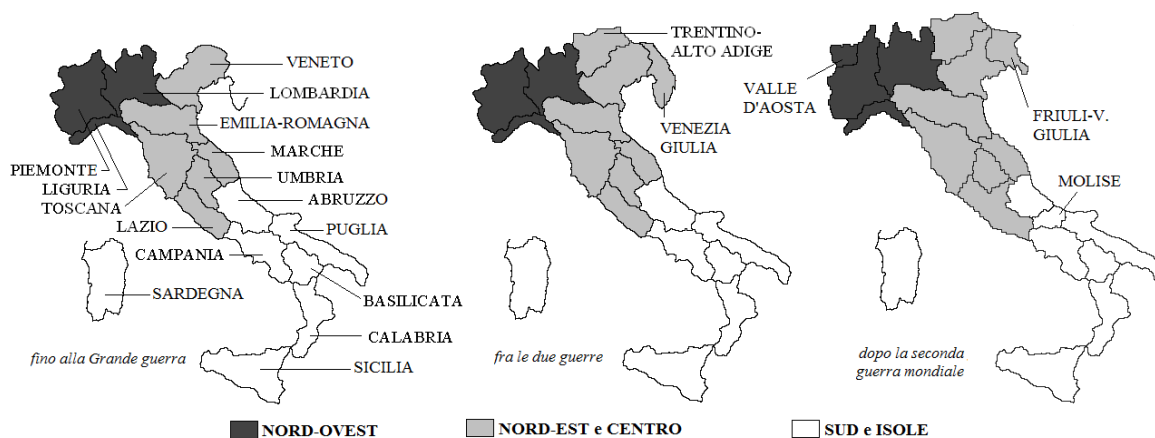 VENETO
LOMBARDIA
EMILIA-ROMAGNA
MARCHE
PIEMONTE
UMBRIA
LIGURIA
TOSCANA
ABRUZZO
LAZIO
PUGLIA
CAMPANIA
SARDEGNA
BASILICATA
CALABRIA
SICILIA
fino alla Grande guerra
TRENTINO-
ALTO ADIGE
VENEZIA
GIULIA
fra le due guerre
VALLE
D'AOSTA
FRIULI-V.
GIULIA
MOLISE
dopo la seconda
guerra mondiale
NORD-OVEST
NORD-EST e CENTRO
SUD e ISOLE